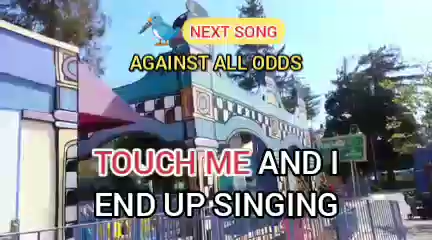 NEXT SONG
AGAINST ALL ODDS
TOUCH ME AND I
END UP SINGING